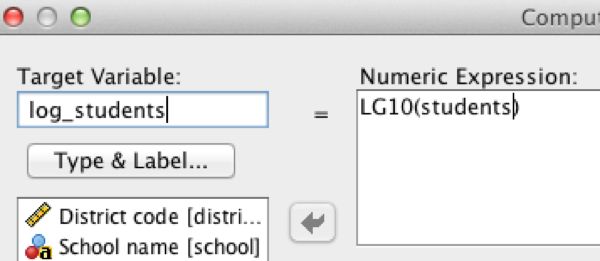 Comput
Target Variable:
log_students
Type & Label...
District code [distri...
School name [school]
=
Numeric Expression:
LG10(students)